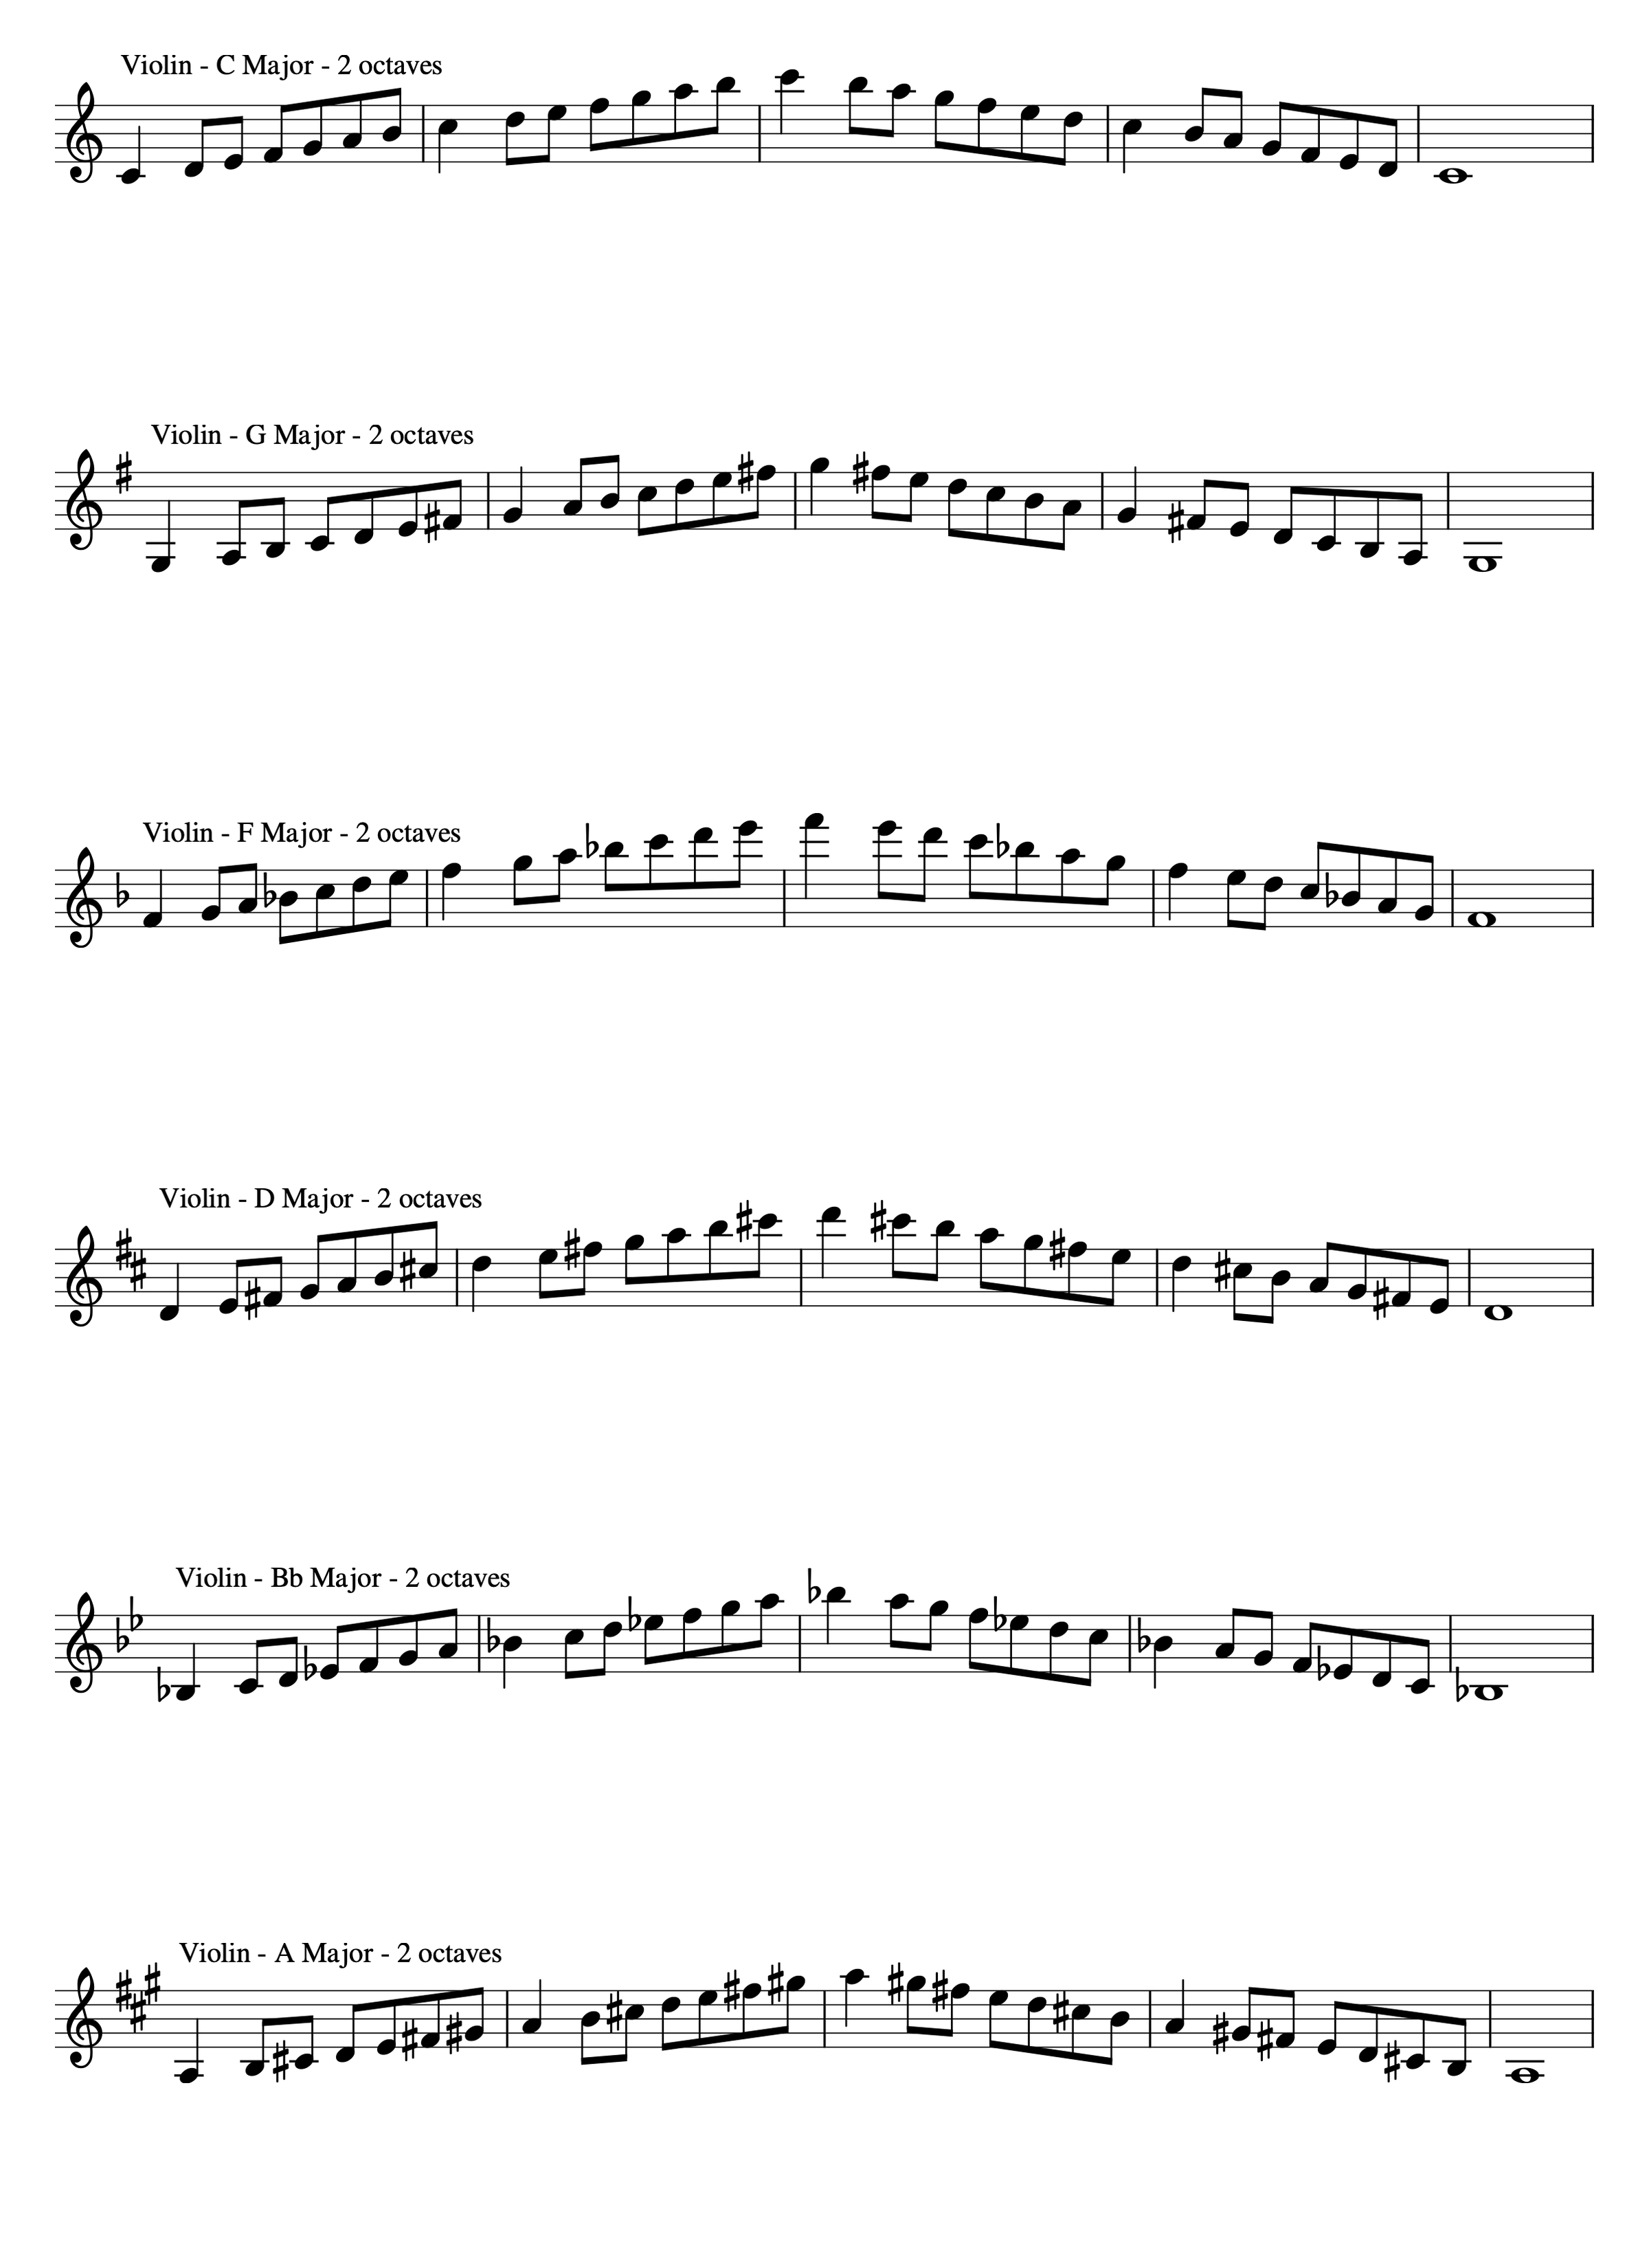 Violin - C Major - 2 octaves
Violin - G Major - 2 octaves
Violin - F Major - 2 octaves
Violin - D Major - 2 octaves
Violin - Bb Major - 2 octaves
Violin - A Major - 2 octaves